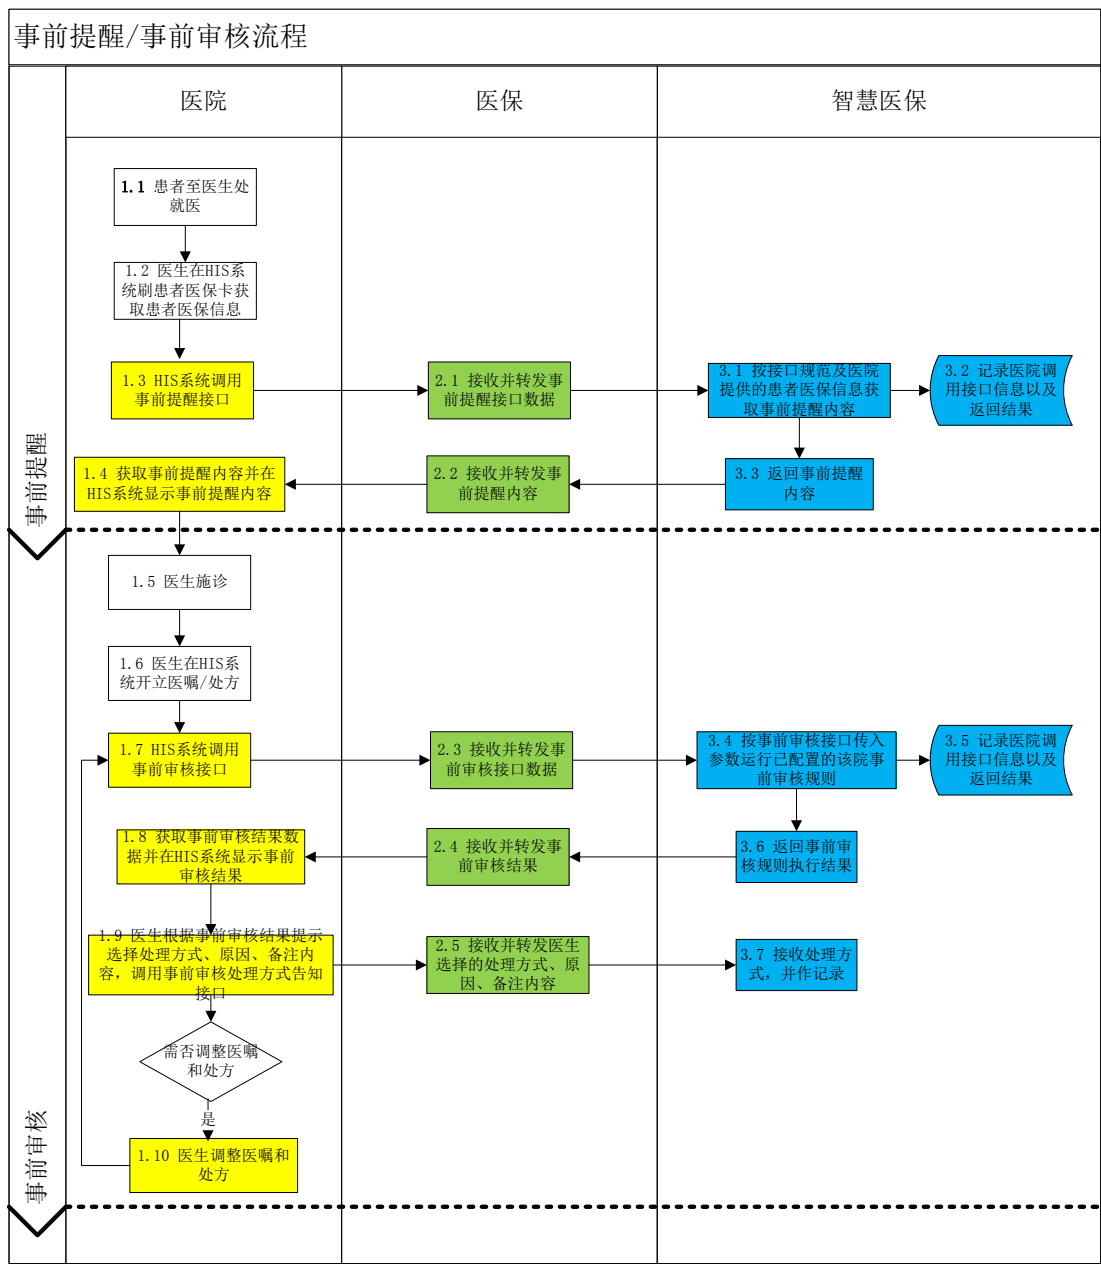 事前提醒/事前审核流程
医院
医保
智慧医保
事前提醒
1.1 患者至医生处
就医
1.2 医生在HIS系
统刷患者医保卡获
取患者医保信息
1.3 HIS系统调用
事前提醒接口
2.1 接收并转发事
前提醒接口数据
3.1 按接口规范及医院
提供的患者医保信息获
取事前提醒内容
3.2 记录医院调
用接口信息以及
返回结果
1.4 获取事前提醒内容并在
HIS系统显示事前提醒内容
2.2 接收并转发事
前提醒内容
3.3 返回事前提醒
内容
事前审核
1.5 医生施诊
1.6 医生在HIS系
统开立医嘱/处方
1.7 HIS系统调用
事前审核接口
2.3 接收并转发事
前审核接口数据
3.4 按事前审核接口传入
参数运行已配置的该院事
前审核规则
3.5 记录医院调
用接口信息以及
返回结果
1.8 获取事前审核结果数
据并在HIS系统显示事前
审核结果
2.4 接收并转发事
前审核结果
3.6 返回事前审
核规则执行结果
1.9 医生根据事前审核结果提示
选择处理方式、原因、备注内
容，调用事前审核处理方式告知
接口
2.5 接收并转发医生
选择的处理方式、原
因、备注内容
3.7 接收处理方
式，并作记录
需否调整医嘱
和处方
是
1.10 医生调整医嘱和
处方